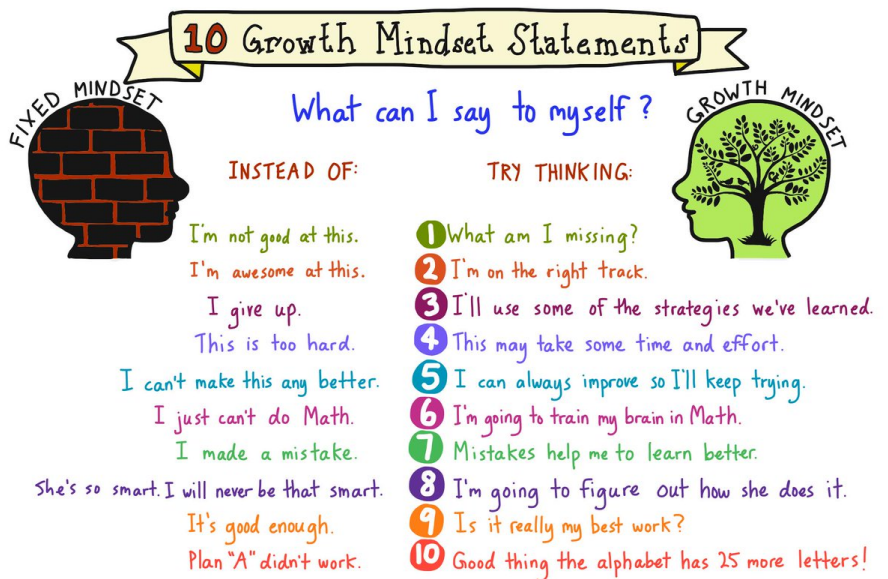 10 Growth Mindset Statements
FIXED MINDSET
What can I say to myself?
GROWTH MINDSET
INSTEAD OF: TRY THINKING:
I'm not good at this. 1 What am I missing?
I'm awesome at this. 2 I'm on the right track.
I give up. 3 I'll use some of the strategies we've learned.
This is too hard. 4 This may take some time and effort.
I can't make this any better. 5 I can always improve so I'll keep trying.
I just can't do Math. 6 I'm going to train my brain in Math.
I made a mistake. 7 Mistakes help me to learn better.
She's so smart. I will never be that smart. 8 I'm going to figure out how she does it.
It's good enough. 9 Is it really my best work?
Plan "A" didn't work. 10 Good thing the alphabet has 25 more letters!